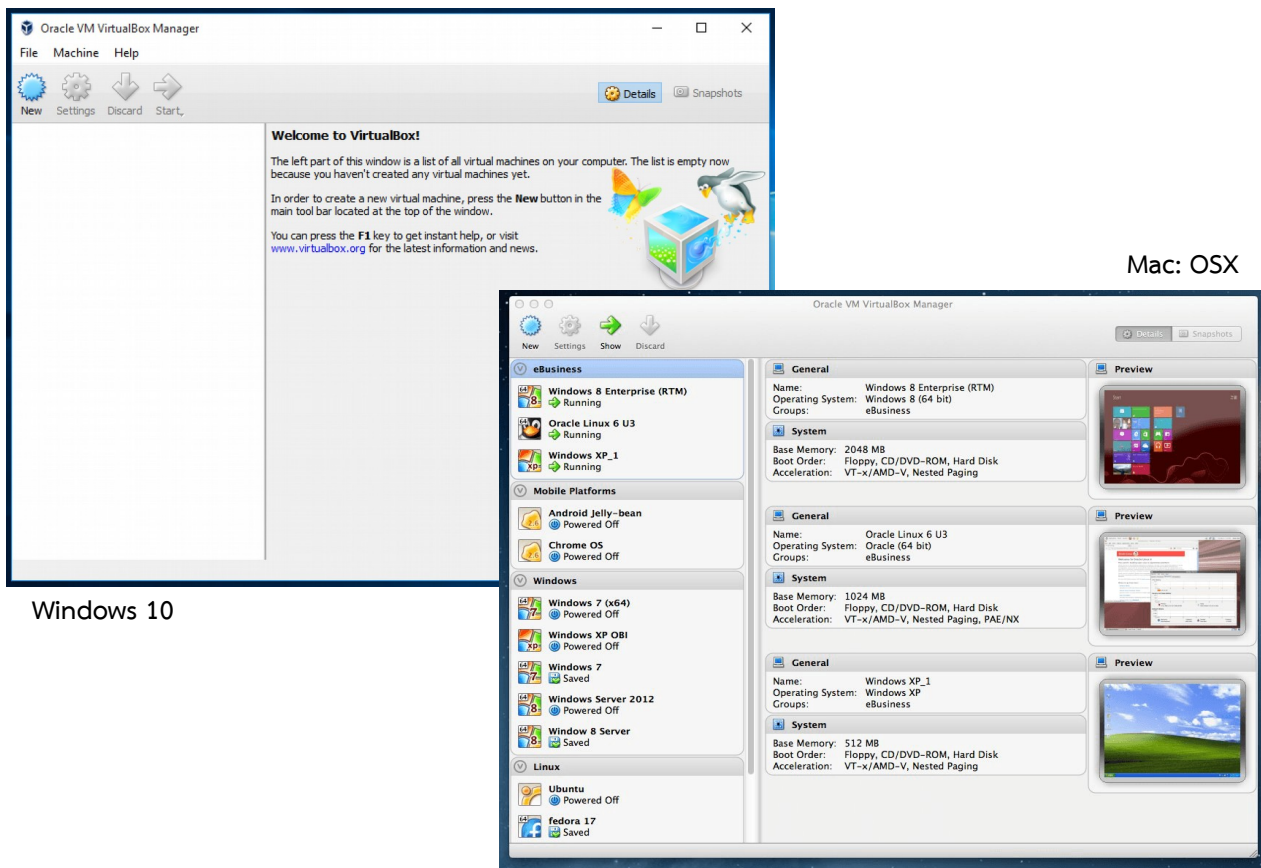 Oracle VM VirtualBox Manager
File Machine Help
New Settings Discard Start
Details Snapshots
Welcome to VirtualBox!
The left part of this window is a list of all virtual machines on your computer. The list is empty now
because you haven't created any virtual machines yet.
In order to create a new virtual machine, press the New button in the
main tool bar located at the top of the window.
You can press the F1 key to get instant help, or visit
www.virtualbox.org for the latest information and news.
Windows 10
Mac: OSX
Oracle VM VirtualBox Manager
New Settings Show Discard
Details Snapshots
eBusiness
Windows 8 Enterprise (RTM)
Running
Oracle Linux 6 U3
Running
Windows XP_1
Running
Mobile Platforms
Android Jelly-bean
Powered Off
Chrome OS
Powered Off
Windows
Windows 7 (x64)
Powered Off
Windows XP OBI
Powered Off
Windows 7
Saved
Windows Server 2012
Powered Off
Window 8 Server
Saved
Linux
Ubuntu
Powered Off
fedora 17
Saved
General
Name: Windows 8 Enterprise (RTM)
Operating System: Windows 8 (64 bit)
Groups: eBusiness
System
Base Memory: 2048 MB
Boot Order: Floppy, CD/DVD-ROM, Hard Disk
Acceleration: VT-x/AMD-V, Nested Paging
Preview
General
Name: Oracle Linux 6 U3
Operating System: Oracle (64 bit)
Groups: eBusiness
System
Base Memory: 1024 MB
Boot Order: Floppy, CD/DVD-ROM, Hard Disk
Acceleration: VT-x/AMD-V, Nested Paging, PAE/NX
Preview
General
Name: Windows XP_1
Operating System: Windows XP
Groups: eBusiness
System
Base Memory: 512 MB
Boot Order: Floppy, CD/DVD-ROM, Hard Disk
Acceleration: VT-x/AMD-V, Nested Paging
Preview